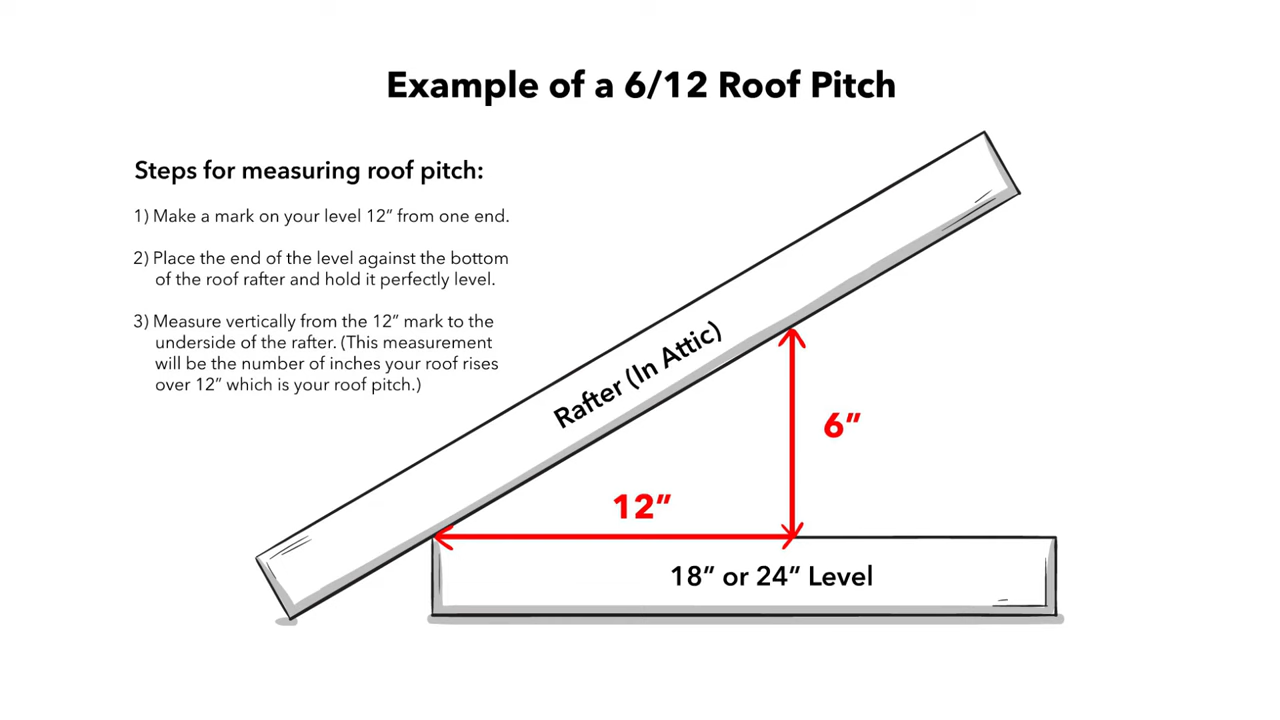 Example of a 6/12 Roof Pitch
Steps for measuring roof pitch:
1) Make a mark on your level 12” from one end.
2) Place the end of the level against the bottom
of the roof rafter and hold it perfectly level.
3) Measure vertically from the 12” mark to the
underside of the rafter. (This measurement
will be the number of inches your roof rises
over 12” which is your roof pitch.)
Rafter (In Attic)
6”
12”
18” or 24” Level